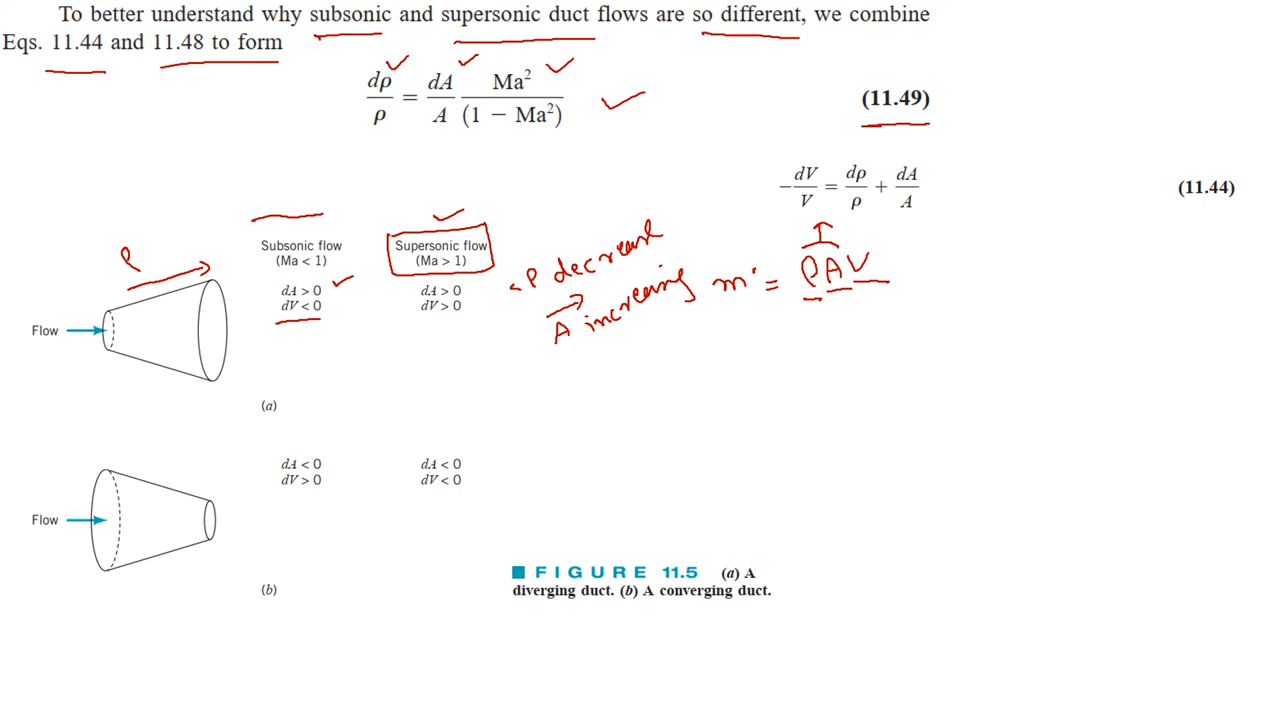 To better understand why subsonic and supersonic duct flows are so different, we combine
Eqs. 11.44 and 11.48 to form
dρ/ρ = dA/A Ma²/(1 − Ma²) (11.49)
−dV/V = dρ/ρ + dA/A (11.44)
Subsonic flow Supersonic flow
(Ma < 1) (Ma > 1)
dA > 0 dA > 0
dV < 0 dV > 0
ρ
Flow
ρ decreast
A increasing
ṁ = ρAV
(a)
dA < 0 dA < 0
dV > 0 dV < 0
Flow
(b)
FIGURE 11.5 (a) A
diverging duct. (b) A converging duct.